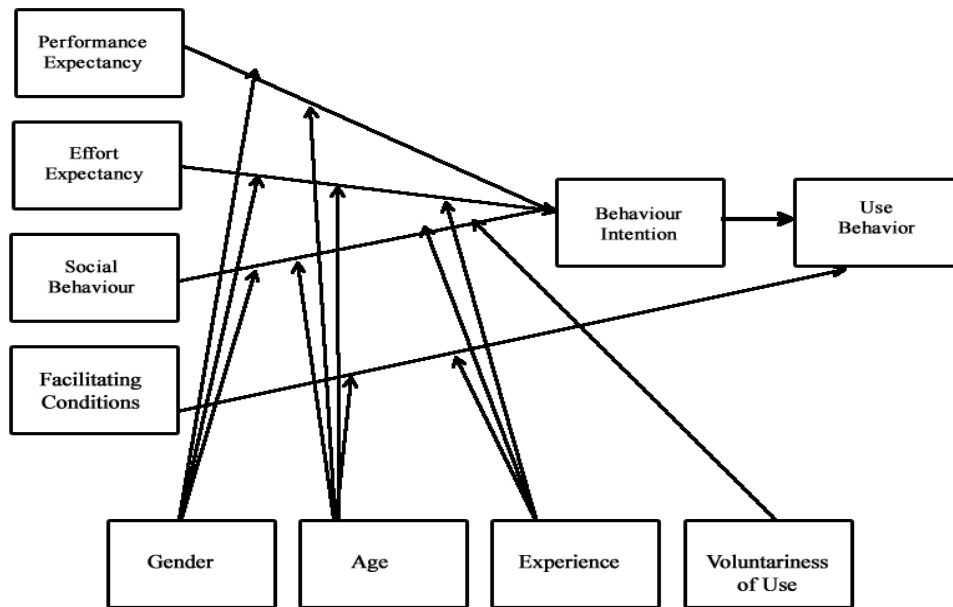 Performance
Expectancy
Effort
Expectancy
Social
Behaviour
Facilitating
Conditions
Behaviour
Intention
Use
Behavior
Gender
Age
Experience
Voluntariness
of Use